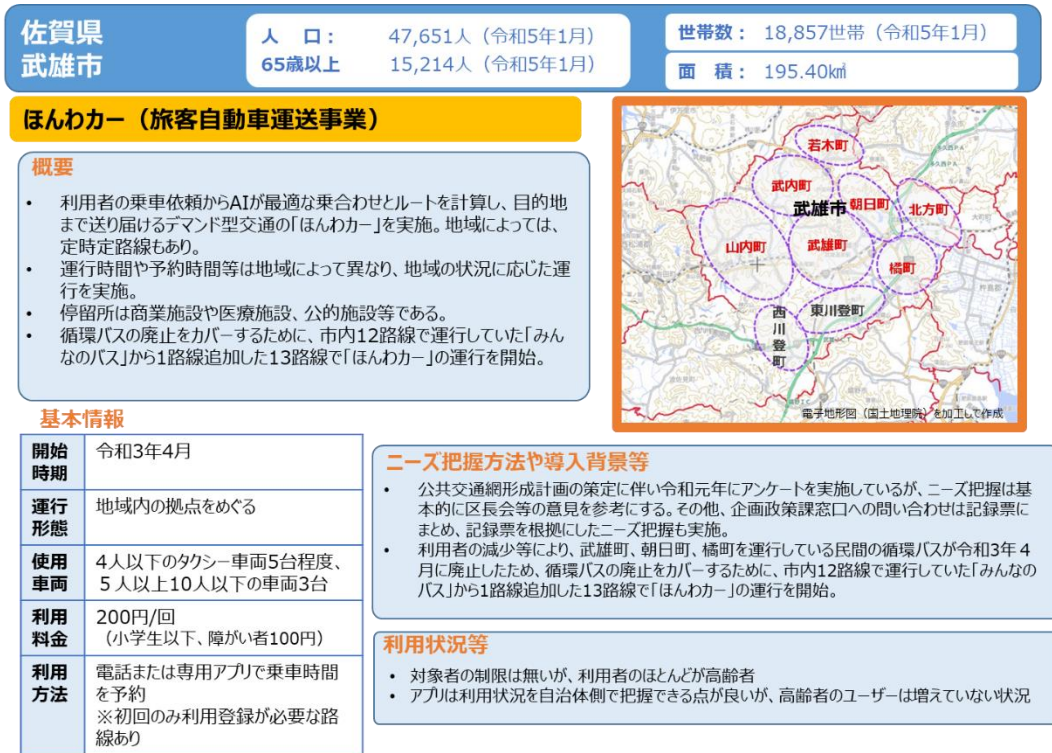 佐賀県
武雄市
人 口： 47,651人（令和5年1月）
65歳以上 15,214人（令和5年1月）
世帯数： 18,857世帯（令和5年1月）
面 積： 195.40㎢
ほんわカー（旅客自動車運送事業）
概要
• 利用者の乗車依頼からAIが最適な乗合わせとルートを計算し、目的地
まで送り届けるデマンド型交通の「ほんわカー」を実施。地域によっては、
定時定路線もあり。
• 運行時間や予約時間等は地域によって異なり、地域の状況に応じた運
行を実施。
• 停留所は商業施設や医療施設、公的施設等である。
• 循環バスの廃止をカバーするために、市内12路線で運行していた「みん
なのバス」から1路線追加した13路線で「ほんわカー」の運行を開始。
若木町
武内町
武雄市
朝日町
北方町
山内町
武雄町
橘町
西川登町
東川登町
電子地形図（国土地理院）を加工して作成
基本情報
開始
時期
令和3年4月
運行
形態
地域内の拠点をめぐる
使用
車両
4人以下のタクシー車両5台程度、
５人以上10人以下の車両3台
利用
料金
200円/回
（小学生以下、障がい者100円）
利用
方法
電話または専用アプリで乗車時間
を予約
※初回のみ利用登録が必要な路
線あり
ニーズ把握方法や導入背景等
• 公共交通網形成計画の策定に伴い令和元年にアンケートを実施しているが、ニーズ把握は基
本的に区長会等の意見を参考にする。その他、企画政策課窓口への問い合わせは記録票に
まとめ、記録票を根拠にしたニーズ把握も実施。
• 利用者の減少等により、武雄町、朝日町、橘町を運行している民間の循環バスが令和3年４
月に廃止したため、循環バスの廃止をカバーするために、市内12路線で運行していた「みんなの
バス」から1路線追加した13路線で「ほんわカー」の運行を開始。
利用状況等
• 対象者の制限は無いが、利用者のほとんどが高齢者
• アプリは利用状況を自治体側で把握できる点が良いが、高齢者のユーザーは増えていない状況